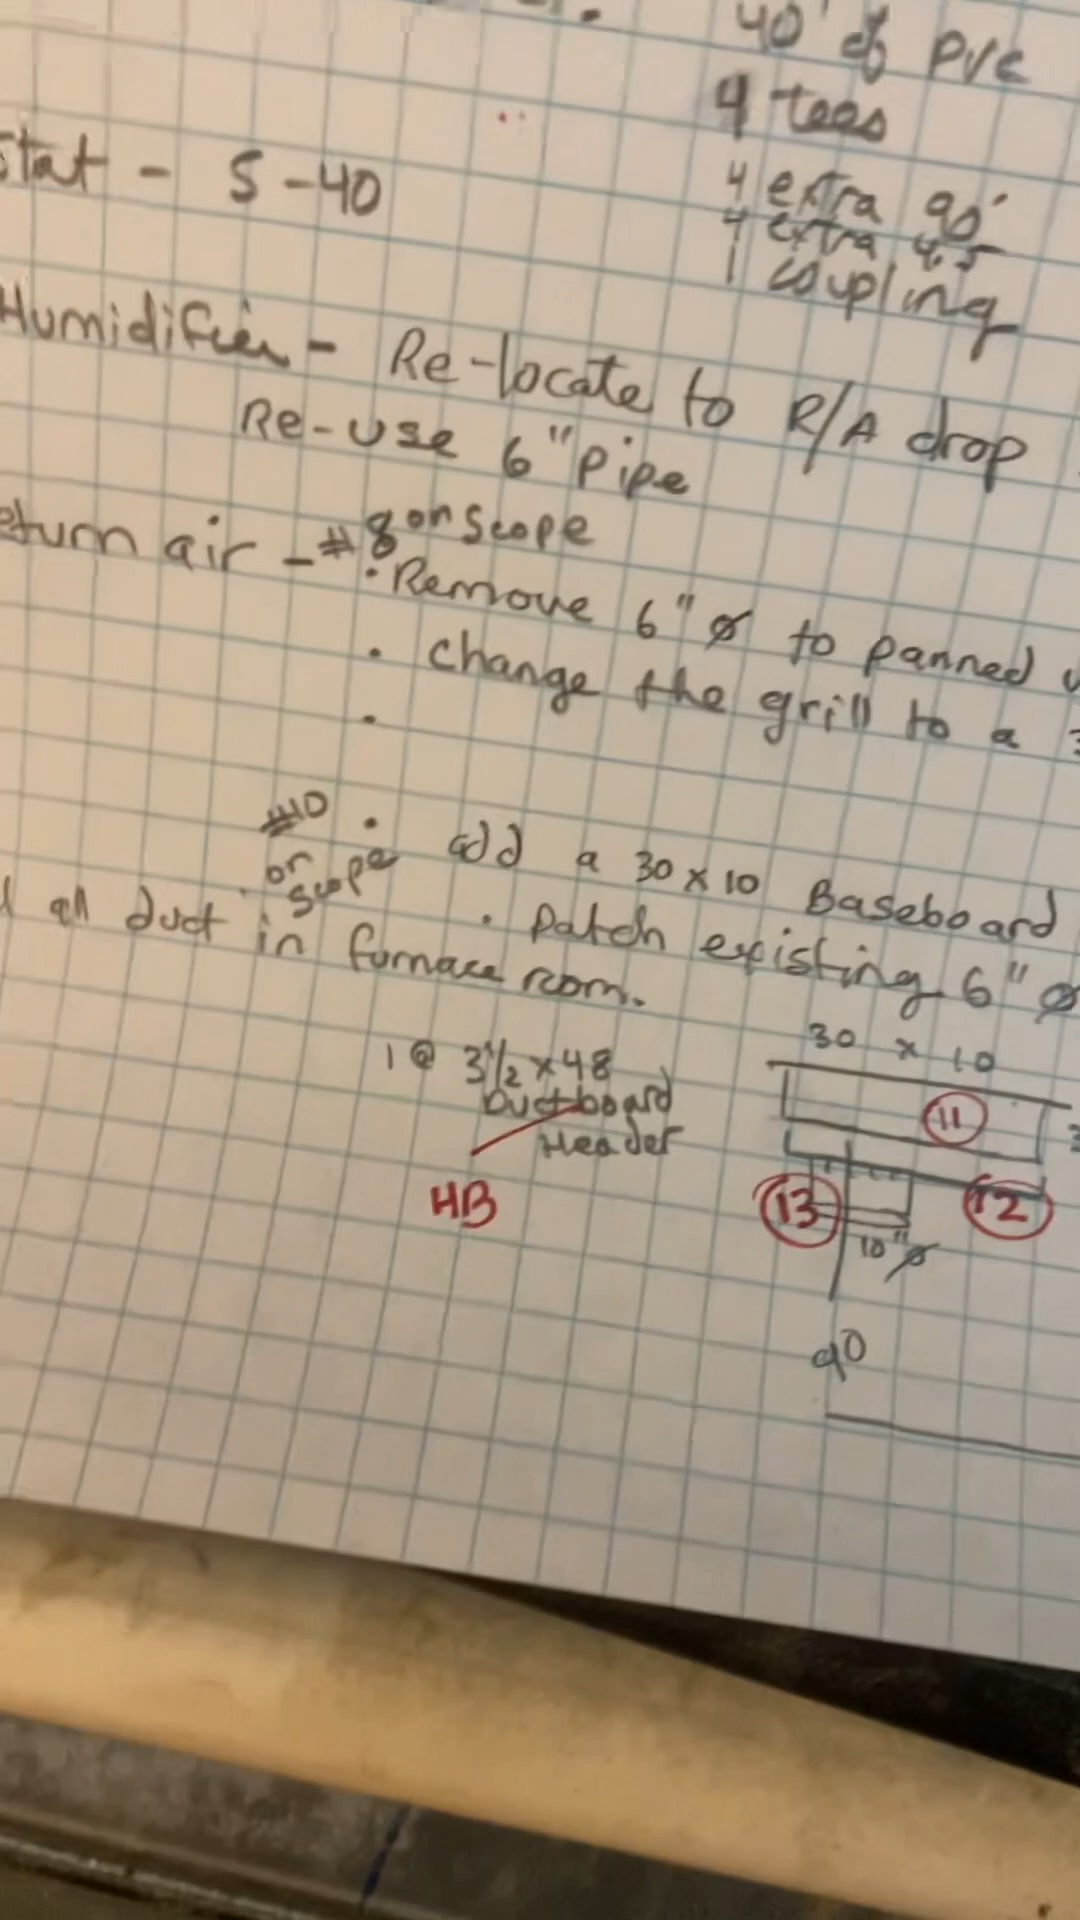 40' of PVC
4 tees
Stat - S-40
4 extra 90°
4 extra 45
1 coupling
Humidifier - Re-locate to R/A drop
Re-use 6" pipe
eturn air - #8 on scope
· Remove 6" ø to panned
· change the grill to a
·
#10 on scope · add a 30 x 10 Baseboard
· patch existing 6" ø
all duct in furnace room.
1 @ 3 1/2 x 48
Ductboard
Header
HB
30 x 10
11
13
12
10" ø
90